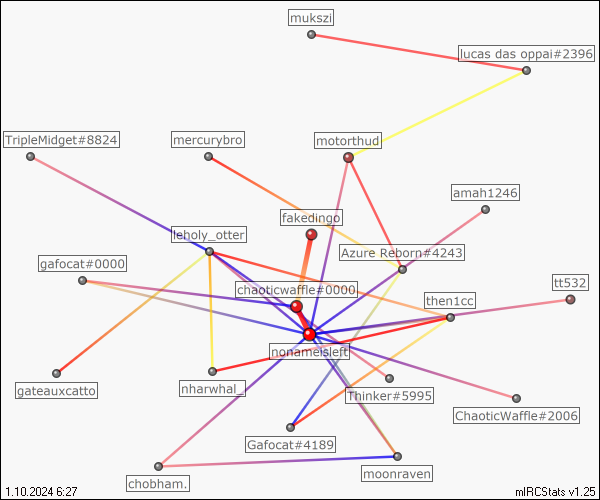 mukszi
lucas das oppai#2396
TripleMidget#8824
mercurybro
motorthud
amah1246
fakedingo
leholy_otter
Azure Reborn#4243
gafocat#0000
chaoticwaffle#0000
tt532
then1cc
nonameisleft
gateauxcatto
nharwhal_
Thinker#5995
ChaoticWaffle#2006
Gafocat#4189
moonraven
chobham.
1.10.2024 6:27
mIRCStats v1.25